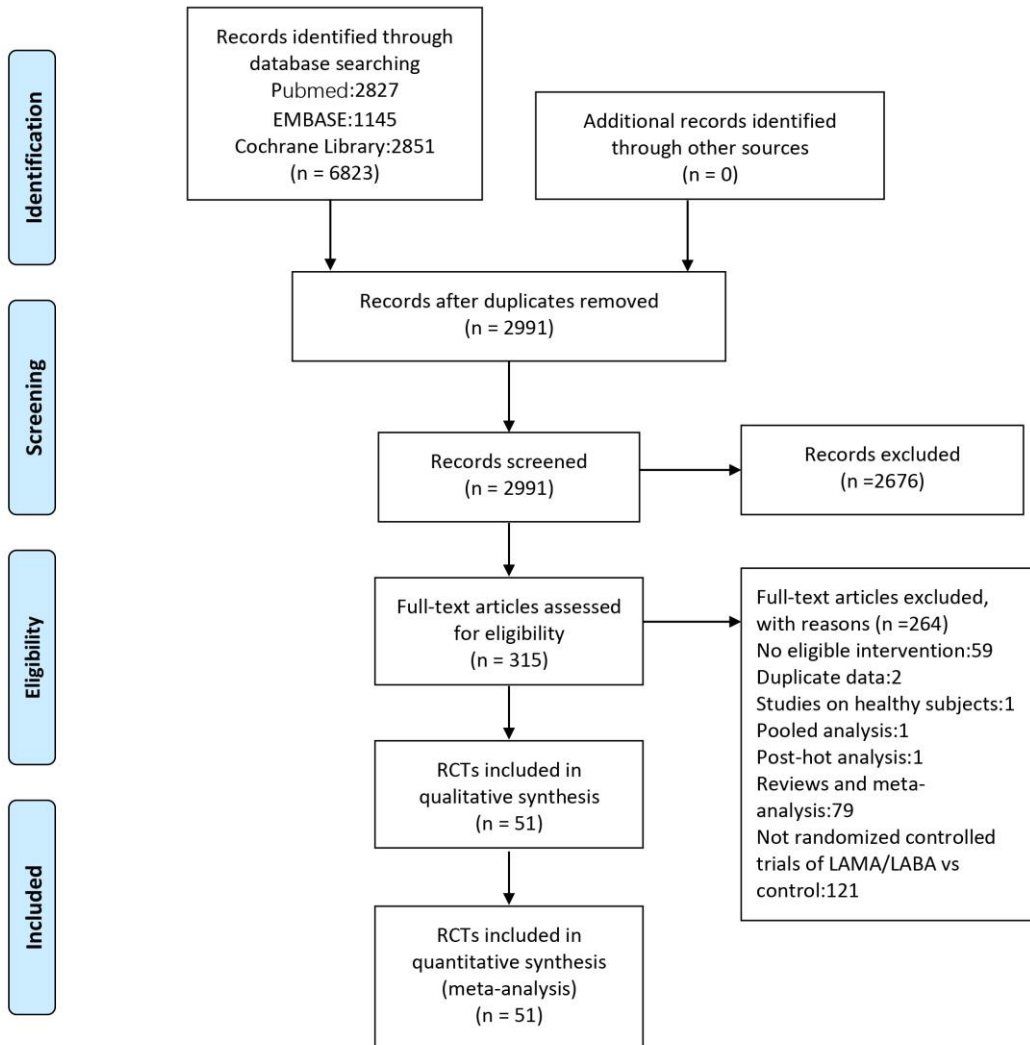 Identification
Records identified through
database searching
Pubmed:2827
EMBASE:1145
Cochrane Library:2851
(n = 6823)
Additional records identified
through other sources
(n = 0)
Records after duplicates removed
(n = 2991)
Screening
Records screened
(n = 2991)
Records excluded
(n =2676)
Eligibility
Full-text articles assessed
for eligibility
(n = 315)
Full-text articles excluded,
with reasons (n =264)
No eligible intervention:59
Duplicate data:2
Studies on healthy subjects:1
Pooled analysis:1
Post-hot analysis:1
Reviews and meta-
analysis:79
Not randomized controlled
trials of LAMA/LABA vs
control:121
RCTs included in
qualitative synthesis
(n = 51)
Included
RCTs included in
quantitative synthesis
(meta-analysis)
(n = 51)